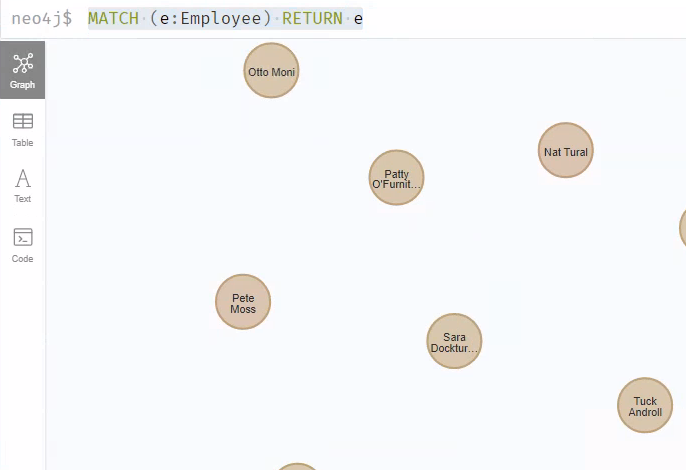 neo4j$ MATCH (e:Employee) RETURN e
Graph
Table
Text
Code
Otto Moni
Patty
O'Furnit...
Nat Tural
Pete
Moss
Sara
Docktur...
Tuck
Androll